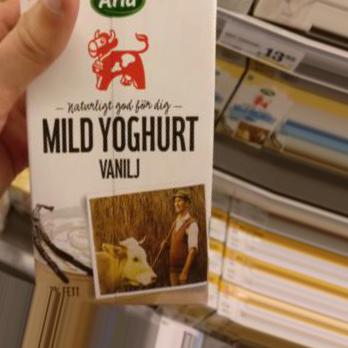 Arla
— Naturligt god för dig —
MILD YOGHURT
VANILJ
FETT